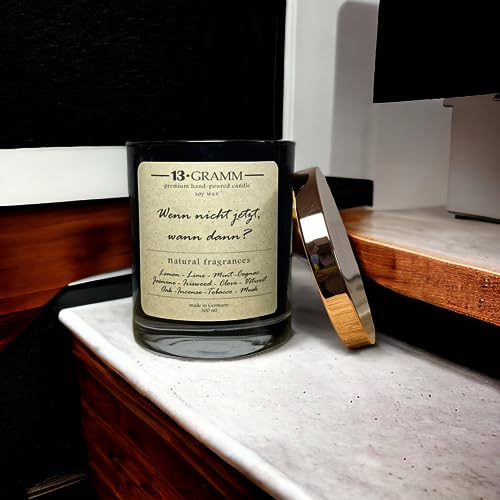 13·GRAMM
premium hand-poured candle
soy wax
Wenn nicht jetzt,
wann dann?
natural fragrances
Lemon - Lime - Mint - Cognac
Jasmine - Iriswood - Clove - Vetivert
Oak - Incense - Tobacco - Musk
made in Germany
300 ml